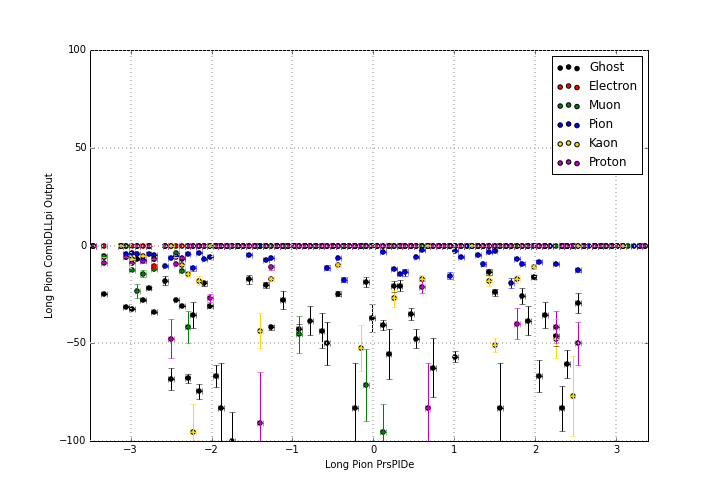 100
50
0
−50
−100
−3
−2
−1
0
1
2
3
Long Pion CombDLLpi Output
Long Pion PrsPIDe
Ghost
Electron
Muon
Pion
Kaon
Proton